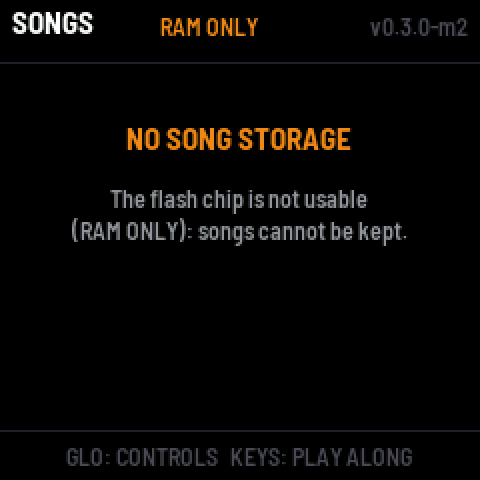 SONGS RAM ONLY v0.3.0-m2
NO SONG STORAGE
The flash chip is not usable
(RAM ONLY): songs cannot be kept.
GLO: CONTROLS KEYS: PLAY ALONG